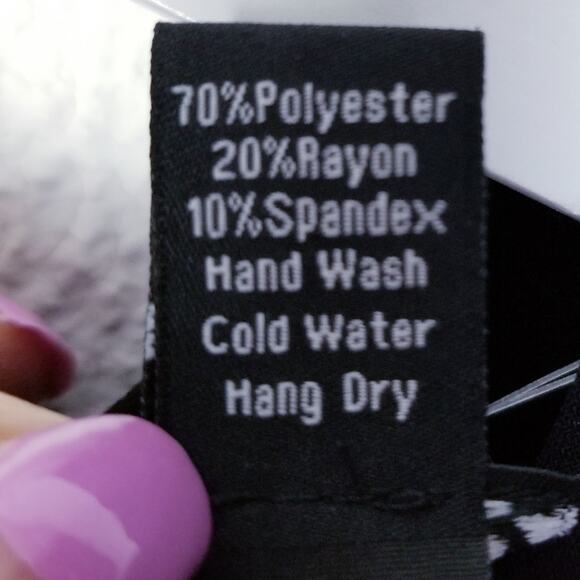 70%Polyester
20%Rayon
10%Spandex
Hand Wash
Cold Water
Hang Dry